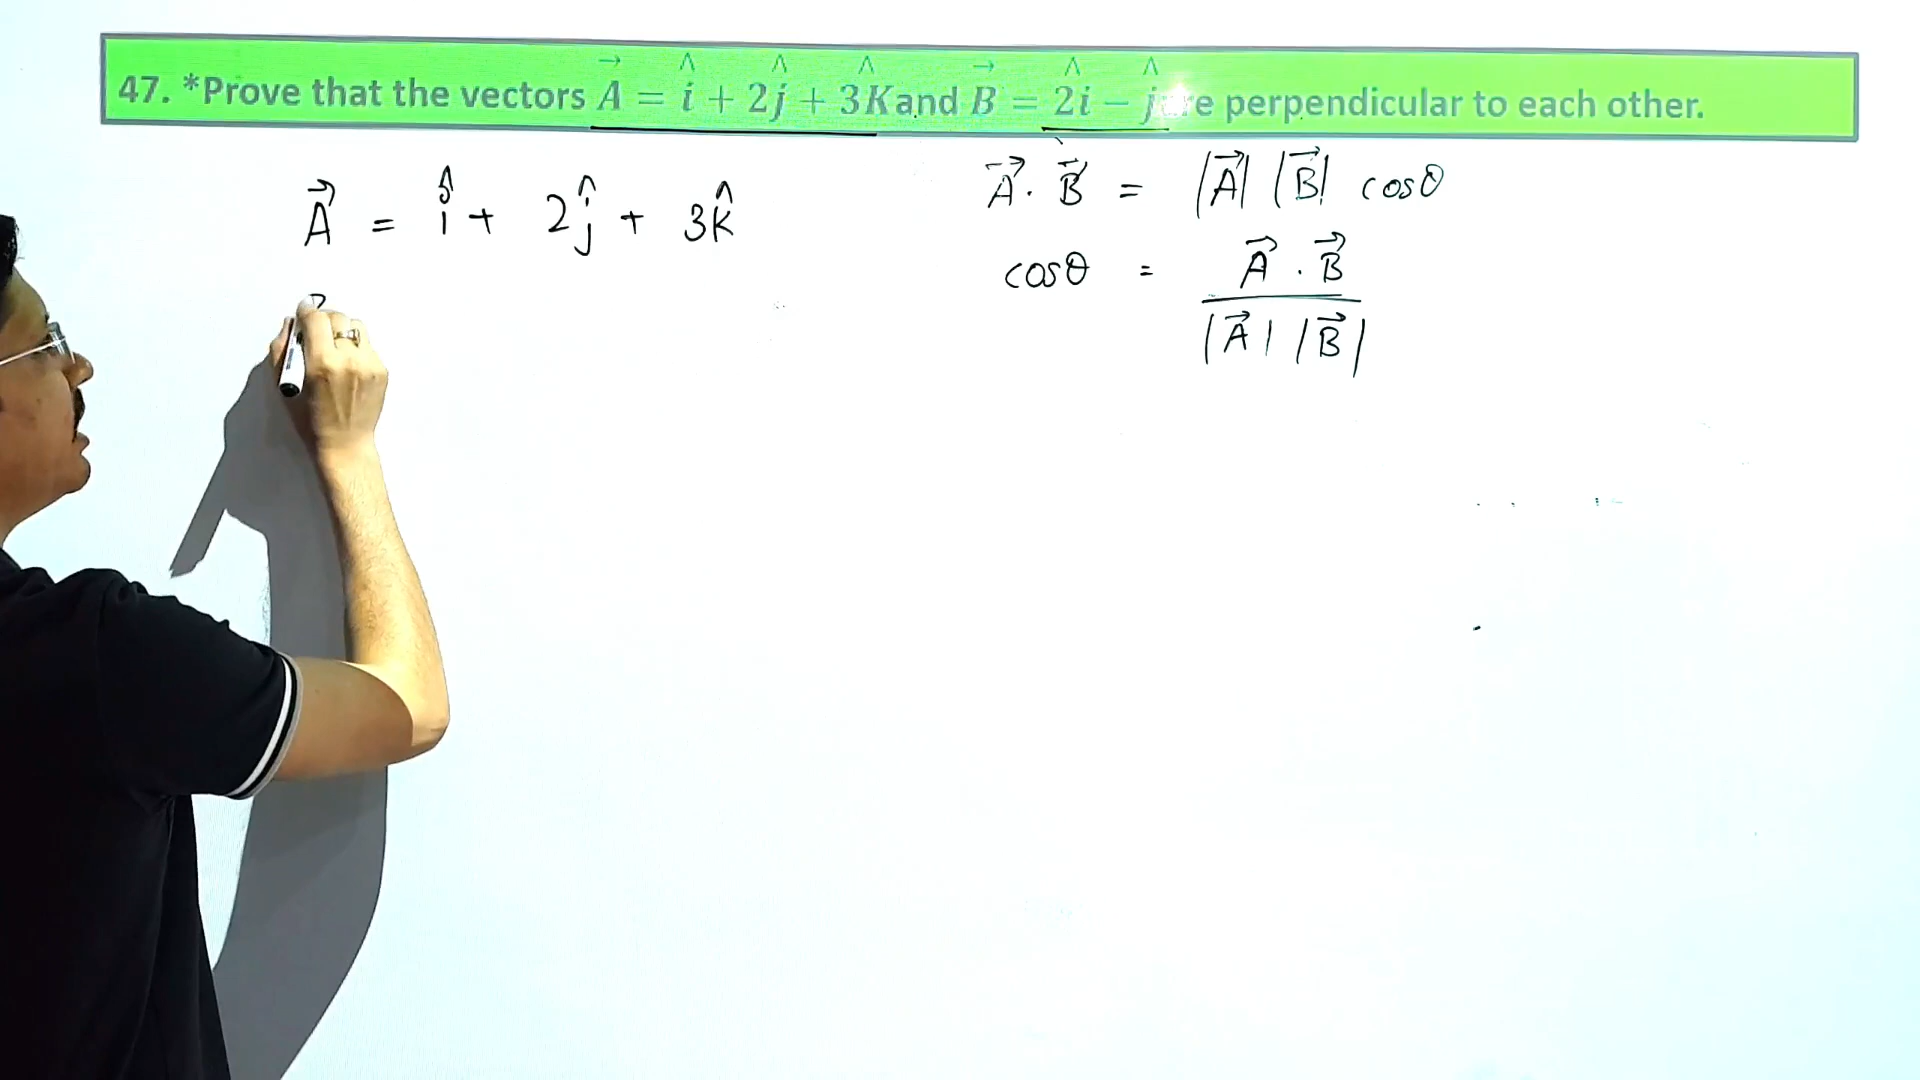 47. *Prove that the vectors A⃗ = î + 2ĵ + 3K̂ and B⃗ = 2î − ĵ are perpendicular to each other.
A⃗ = î + 2ĵ + 3k̂
A⃗ . B⃗ = |A⃗| |B⃗| cosθ
cosθ = A⃗ . B⃗ / |A⃗| |B⃗|